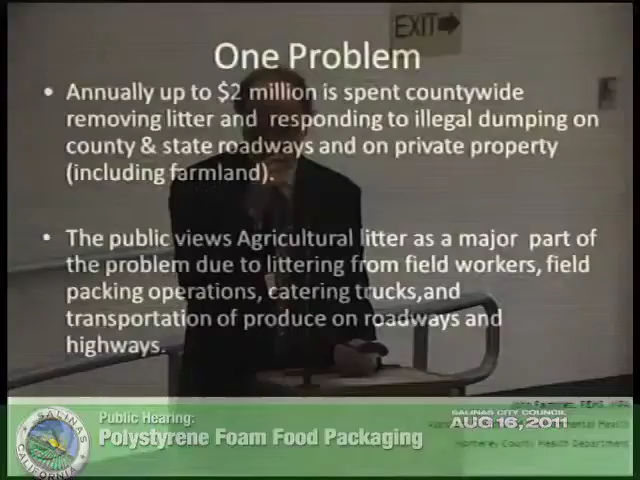 EXIT
One Problem
• Annually up to $2 million is spent countywide
removing litter and responding to illegal dumping on
county & state roadways and on private property
(including farmland).
• The public views Agricultural litter as a major part of
the problem due to littering from field workers, field
packing operations, catering trucks,and
transportation of produce on roadways and
highways.
SALINAS
CALIFORNIA
Public Hearing:
Polystyrene Foam Food Packaging
SALINAS CITY COUNCIL
AUG 16, 2011
Monterey County Health Department